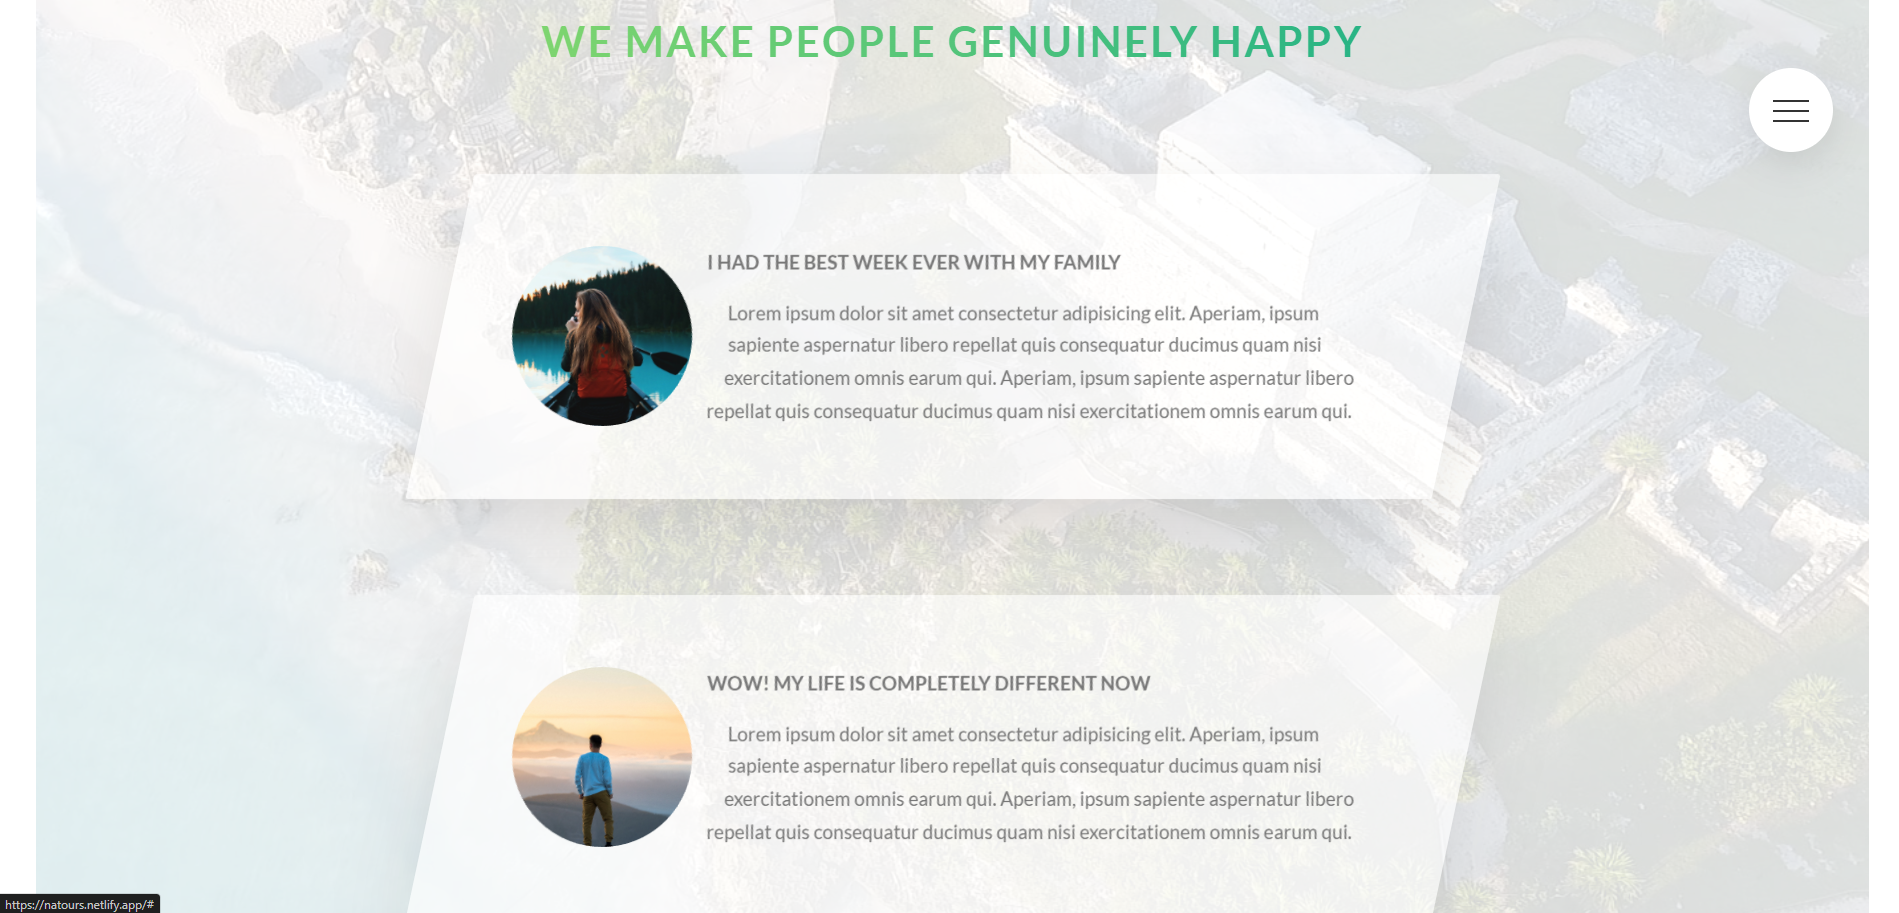 WE MAKE PEOPLE GENUINELY HAPPY
I HAD THE BEST WEEK EVER WITH MY FAMILY
Lorem ipsum dolor sit amet consectetur adipisicing elit. Aperiam, ipsum
sapiente aspernatur libero repellat quis consequatur ducimus quam nisi
exercitationem omnis earum qui. Aperiam, ipsum sapiente aspernatur libero
repellat quis consequatur ducimus quam nisi exercitationem omnis earum qui.
WOW! MY LIFE IS COMPLETELY DIFFERENT NOW
Lorem ipsum dolor sit amet consectetur adipisicing elit. Aperiam, ipsum
sapiente aspernatur libero repellat quis consequatur ducimus quam nisi
exercitationem omnis earum qui. Aperiam, ipsum sapiente aspernatur libero
repellat quis consequatur ducimus quam nisi exercitationem omnis earum qui.
https://natours.netlify.app/#